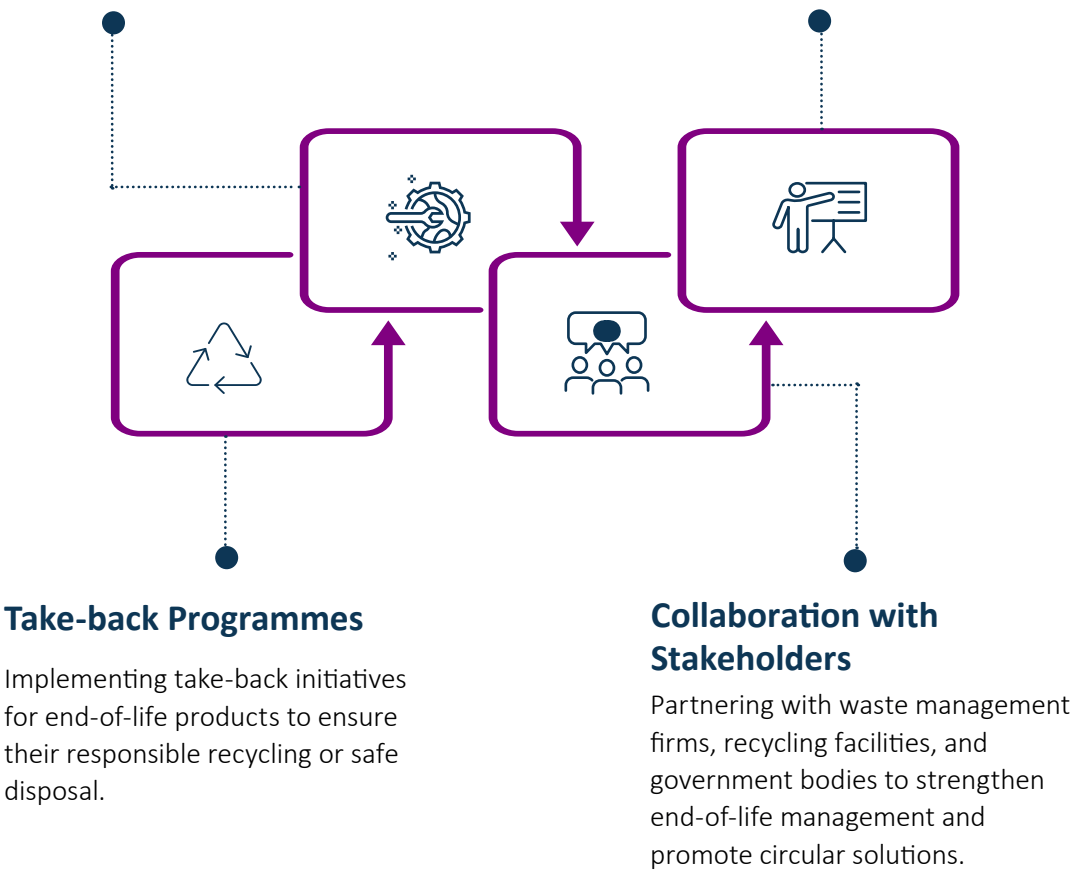 Take-back Programmes
Implementing take-back initiatives
for end-of-life products to ensure
their responsible recycling or safe
disposal.
Collaboration with
Stakeholders
Partnering with waste management
firms, recycling facilities, and
government bodies to strengthen
end-of-life management and
promote circular solutions.